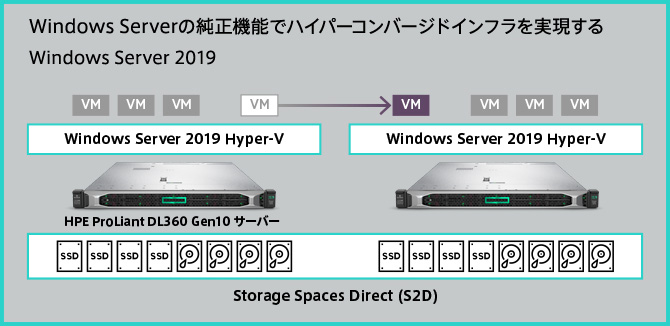 Windows Serverの純正機能でハイパーコンバージドインフラを実現する
Windows Server 2019
VM VM VM VM VM VM VM VM
Windows Server 2019 Hyper-V Windows Server 2019 Hyper-V
HPE ProLiant DL360 Gen10 サーバー
SSD SSD SSD SSD SSD SSD SSD SSD
Storage Spaces Direct (S2D)